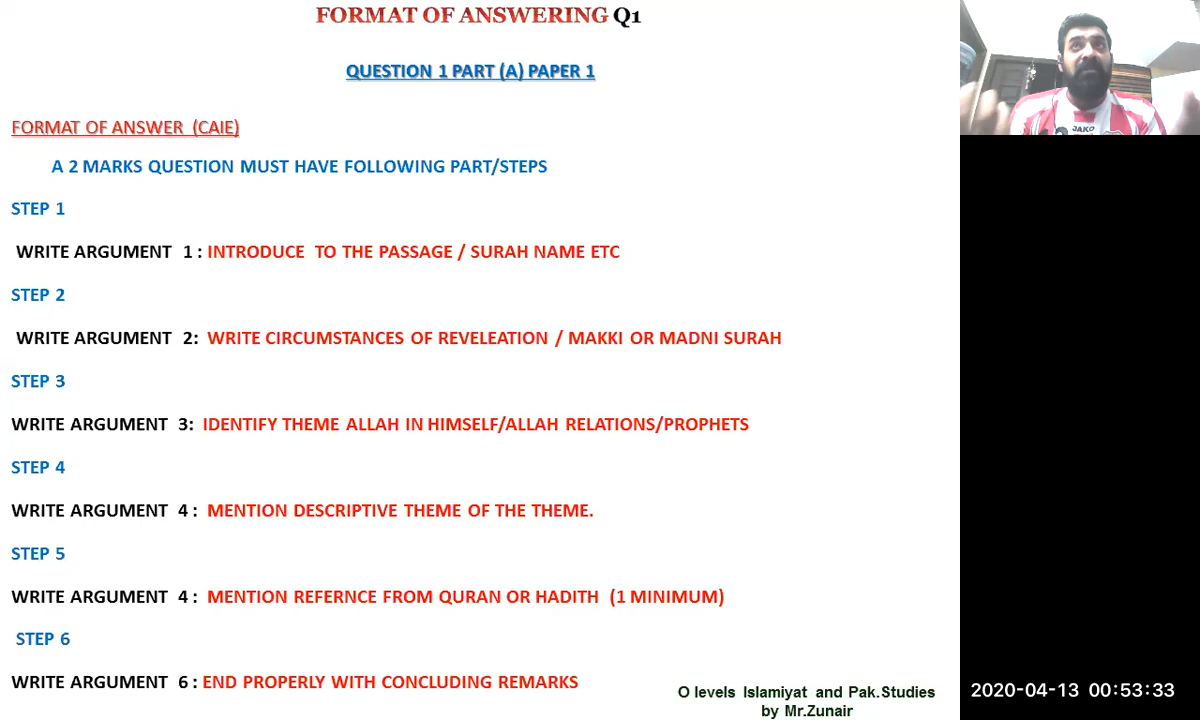 FORMAT OF ANSWERING Q1
QUESTION 1 PART (A) PAPER 1
FORMAT OF ANSWER (CAIE)
A 2 MARKS QUESTION MUST HAVE FOLLOWING PART/STEPS
STEP 1
WRITE ARGUMENT 1 : INTRODUCE TO THE PASSAGE / SURAH NAME ETC
STEP 2
WRITE ARGUMENT 2: WRITE CIRCUMSTANCES OF REVELEATION / MAKKI OR MADNI SURAH
STEP 3
WRITE ARGUMENT 3: IDENTIFY THEME ALLAH IN HIMSELF/ALLAH RELATIONS/PROPHETS
STEP 4
WRITE ARGUMENT 4 : MENTION DESCRIPTIVE THEME OF THE THEME.
STEP 5
WRITE ARGUMENT 4 : MENTION REFERNCE FROM QURAN OR HADITH (1 MINIMUM)
STEP 6
WRITE ARGUMENT 6 : END PROPERLY WITH CONCLUDING REMARKS
O levels Islamiyat and Pak.Studies
by Mr.Zunair
JAKO
2020-04-13 00:53:33